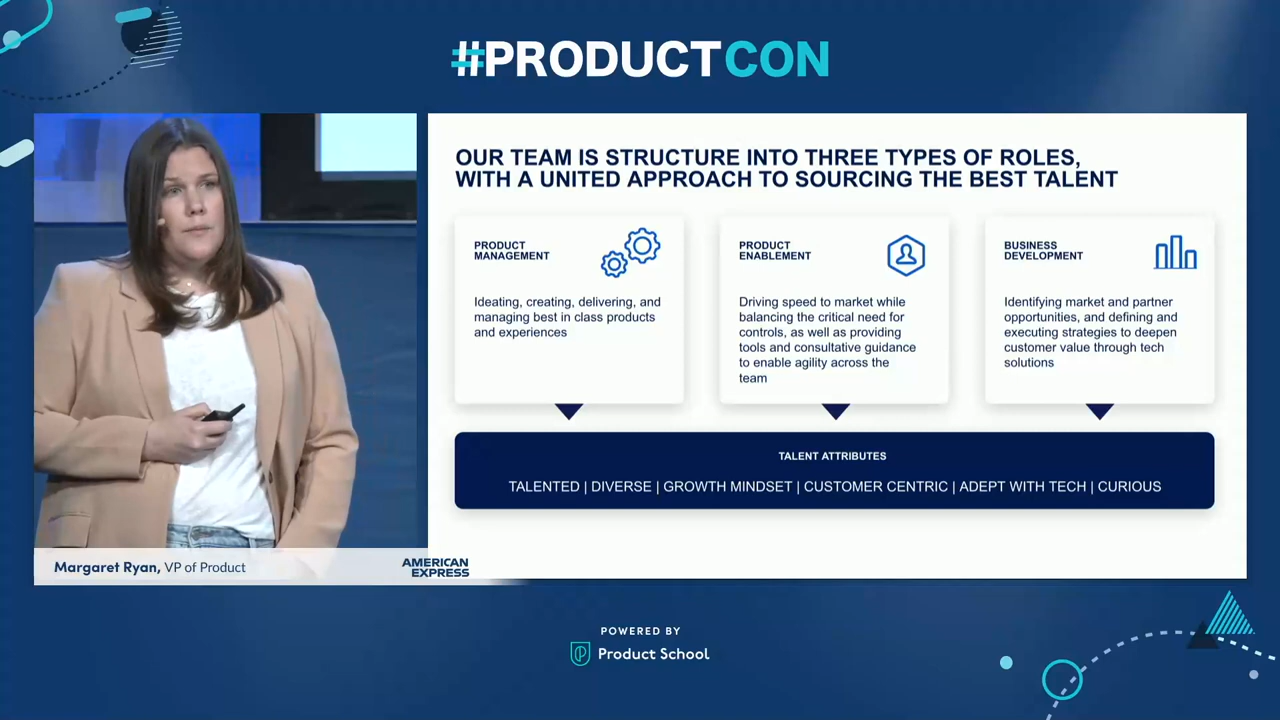 #PRODUCTCON
OUR TEAM IS STRUCTURE INTO THREE TYPES OF ROLES,
WITH A UNITED APPROACH TO SOURCING THE BEST TALENT
PRODUCT
MANAGEMENT
Ideating, creating, delivering, and
managing best in class products
and experiences
PRODUCT
ENABLEMENT
Driving speed to market while
balancing the critical need for
controls, as well as providing
tools and consultative guidance
to enable agility across the
team
BUSINESS
DEVELOPMENT
Identifying market and partner
opportunities, and defining and
executing strategies to deepen
customer value through tech
solutions
TALENT ATTRIBUTES
TALENTED | DIVERSE | GROWTH MINDSET | CUSTOMER CENTRIC | ADEPT WITH TECH | CURIOUS
Margaret Ryan, VP of Product
AMERICAN
EXPRESS
POWERED BY
Product School